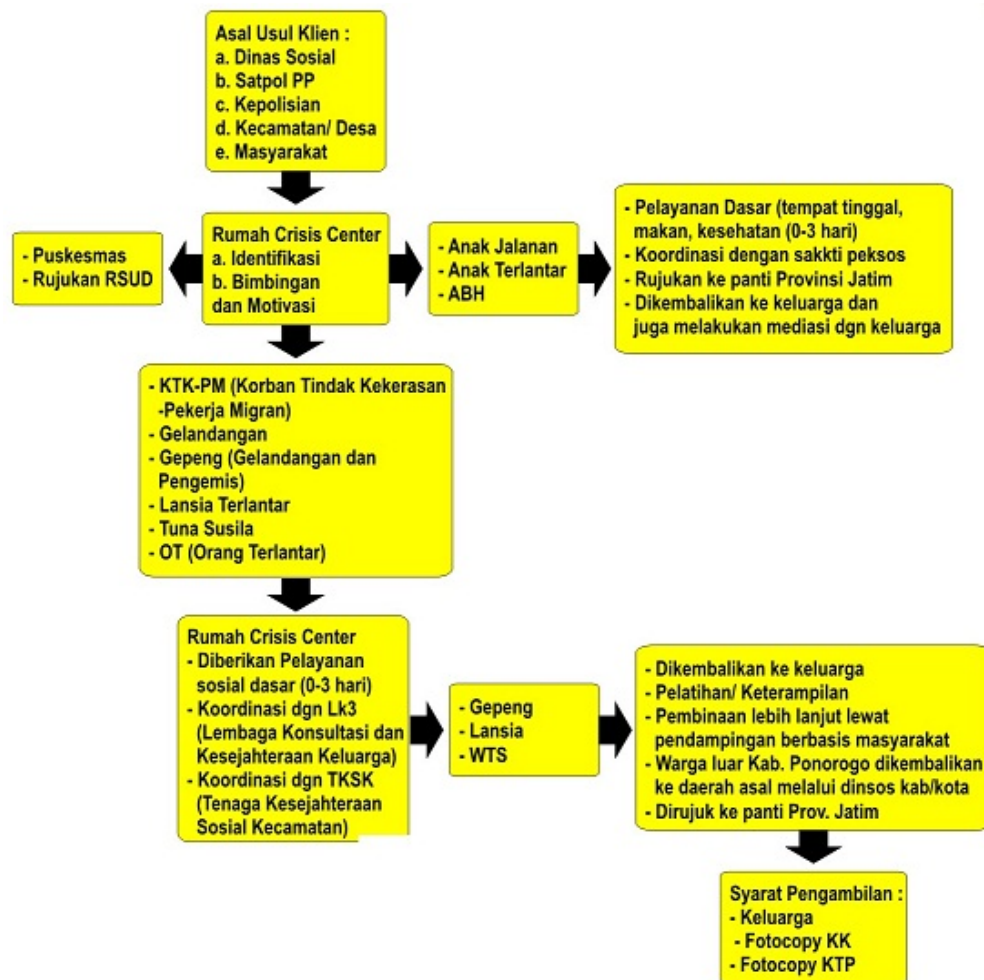 Asal Usul Klien :
a. Dinas Sosial
b. Satpol PP
c. Kepolisian
d. Kecamatan/ Desa
e. Masyarakat
- Puskesmas
- Rujukan RSUD
Rumah Crisis Center
a. Identifikasi
b. Bimbingan
dan Motivasi
- Anak Jalanan
- Anak Terlantar
- ABH
- Pelayanan Dasar (tempat tinggal,
makan, kesehatan (0-3 hari)
- Koordinasi dengan sakkti peksos
- Rujukan ke panti Provinsi Jatim
- Dikembalikan ke keluarga dan
juga melakukan mediasi dgn keluarga
- KTK-PM (Korban Tindak Kekerasan
-Pekerja Migran)
- Gelandangan
- Gepeng (Gelandangan dan
Pengemis)
- Lansia Terlantar
- Tuna Susila
- OT (Orang Terlantar)
Rumah Crisis Center
- Diberikan Pelayanan
sosial dasar (0-3 hari)
- Koordinasi dgn Lk3
(Lembaga Konsultasi dan
Kesejahteraan Keluarga)
- Koordinasi dgn TKSK
(Tenaga Kesejahteraan
Sosial Kecamatan)
- Gepeng
- Lansia
- WTS
- Dikembalikan ke keluarga
- Pelatihan/ Keterampilan
- Pembinaan lebih lanjut lewat
pendampingan berbasis masyarakat
- Warga luar Kab. Ponorogo dikembalikan
ke daerah asal melalui dinsos kab/kota
- Dirujuk ke panti Prov. Jatim
Syarat Pengambilan :
- Keluarga
- Fotocopy KK
- Fotocopy KTP